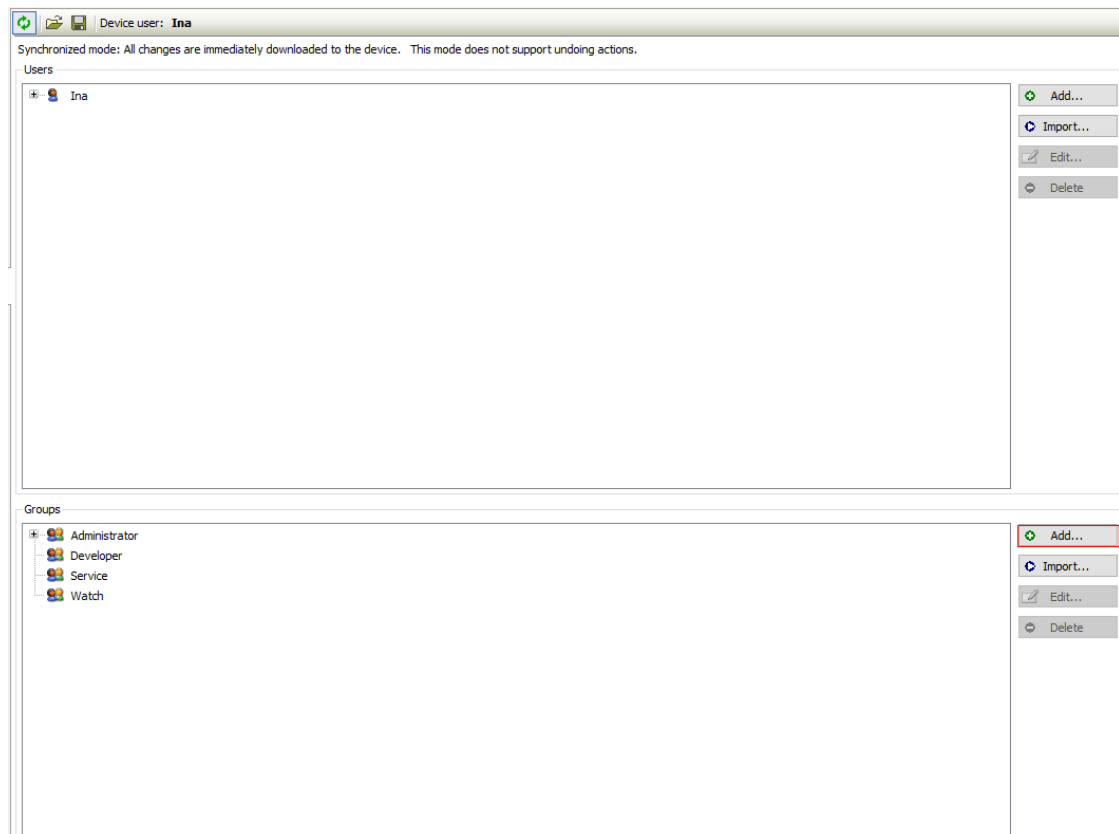 Device user: Ina
Synchronized mode: All changes are immediately downloaded to the device. This mode does not support undoing actions.
Users
Ina
Add...
Import...
Edit...
Delete
Groups
Administrator
Developer
Service
Watch
Add...
Import...
Edit...
Delete